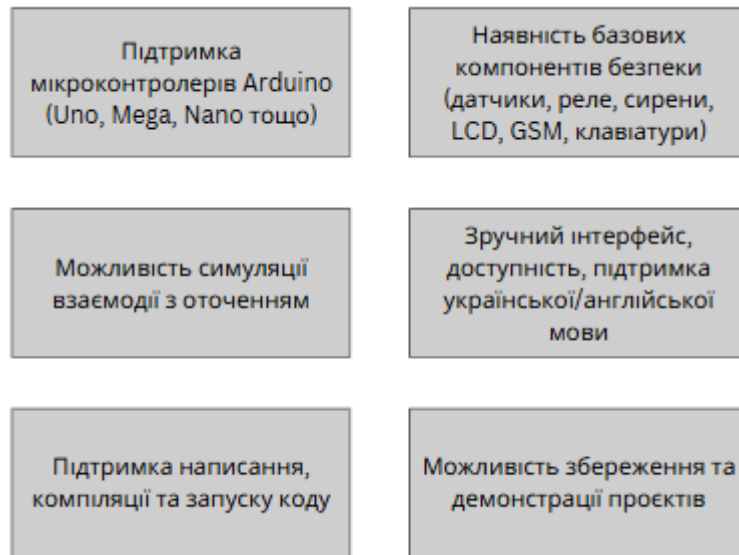 Підтримка
мікроконтролерів Arduino
(Uno, Mega, Nano тощо)
Наявність базових
компонентів безпеки
(датчики, реле, сирени,
LCD, GSM, клавіатури)
Можливість симуляції
взаємодії з оточенням
Зручний інтерфейс,
доступність, підтримка
української/англійської
мови
Підтримка написання,
компіляції та запуску коду
Можливість збереження та
демонстрації проєктів